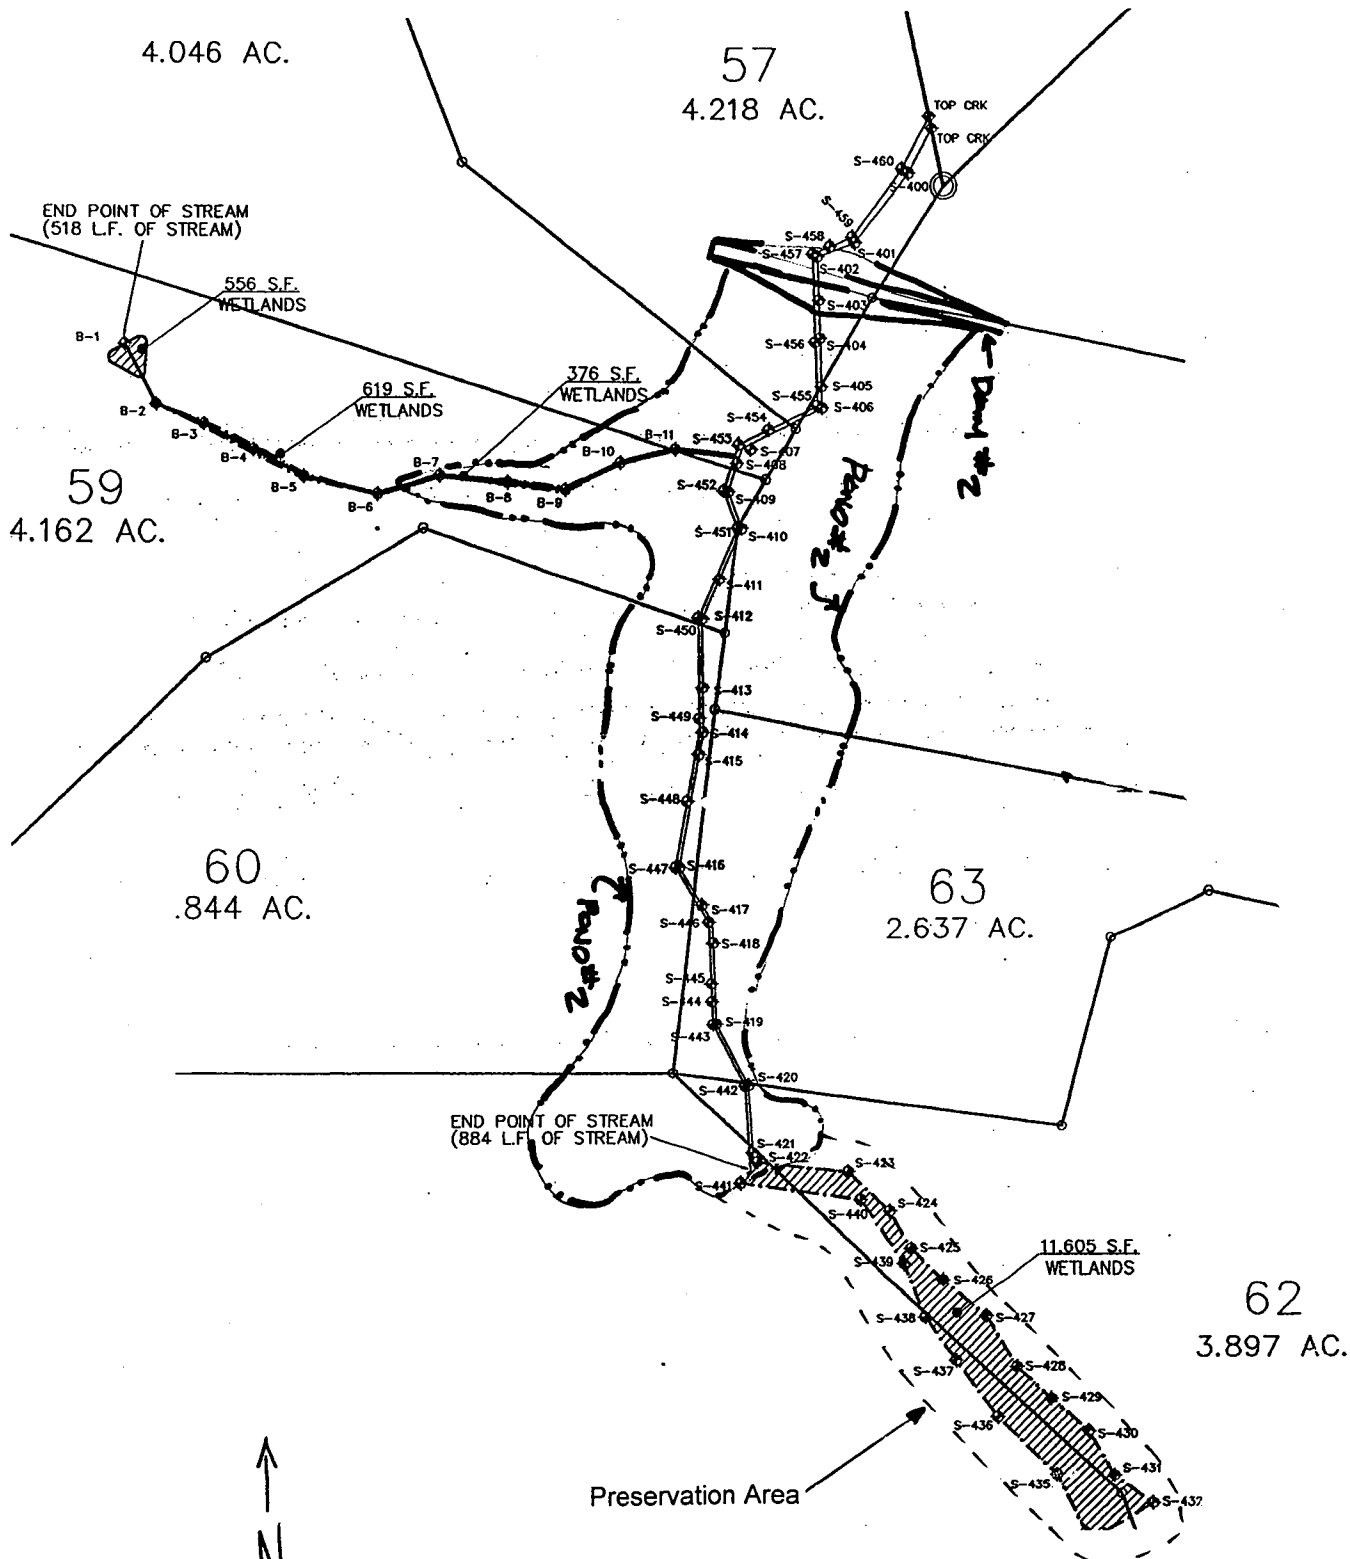 4.046 AC.
57
4.218 AC.
TOP CRK
TOP CRK
S-460
S-400
END POINT OF STREAM
(518 L.F. OF STREAM)
S-459
S-458
S-401
S-457
S-402
556 S.F.
WETLANDS
S-403
B-1
S-456
S-404
DAM #2
619 S.F.
WETLANDS
376 S.F.
WETLANDS
S-405
S-455
S-406
B-2
B-3
B-4
B-5
B-6
B-7
B-8
B-9
B-10
B-11
S-454
S-453
S-407
S-408
S-452
S-409
59
4.162 AC.
POND #2
S-451
S-410
S-411
S-412
S-450
S-413
S-449
S-414
S-415
S-448
60
.844 AC.
S-447
S-416
63
2.637 AC.
S-417
S-446
S-418
POND #2
S-445
S-444
S-419
S-443
S-420
S-442
END POINT OF STREAM
(884 L.F. OF STREAM)
S-421
S-422
S-423
S-441
S-440
S-424
S-425
S-439
11.605 S.F.
WETLANDS
S-426
S-438
S-427
62
3.897 AC.
S-437
S-428
S-429
S-436
S-430
S-435
S-431
S-432
Preservation Area
N